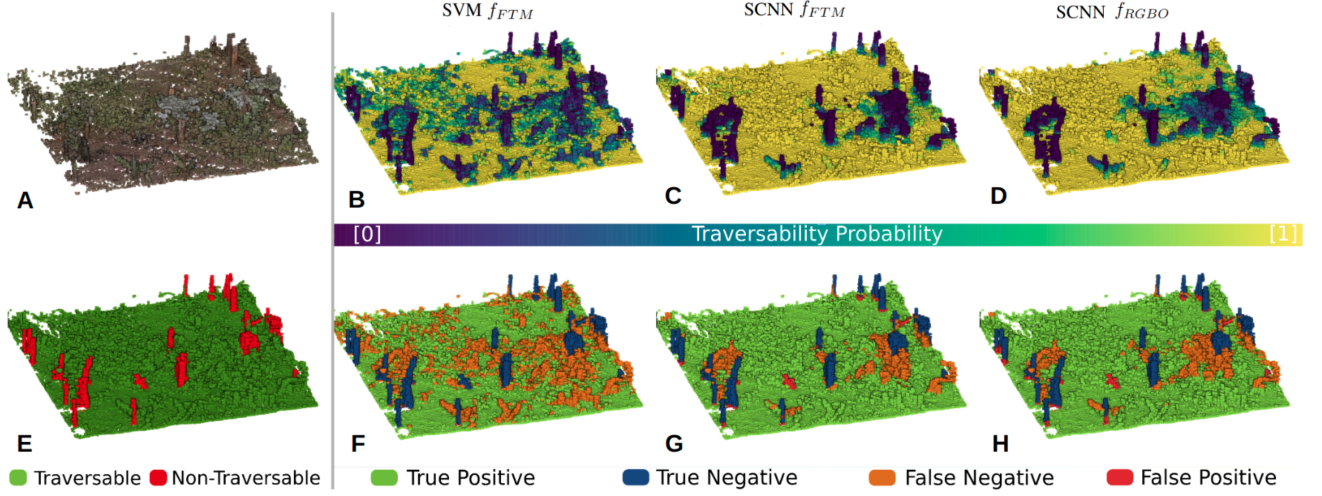 SVM f_FTM
SCNN f_FTM
SCNN f_RGBO
A
B
C
D
[0]
Traversability Probability
[1]
E
F
G
H
Traversable
Non-Traversable
True Positive
True Negative
False Negative
False Positive